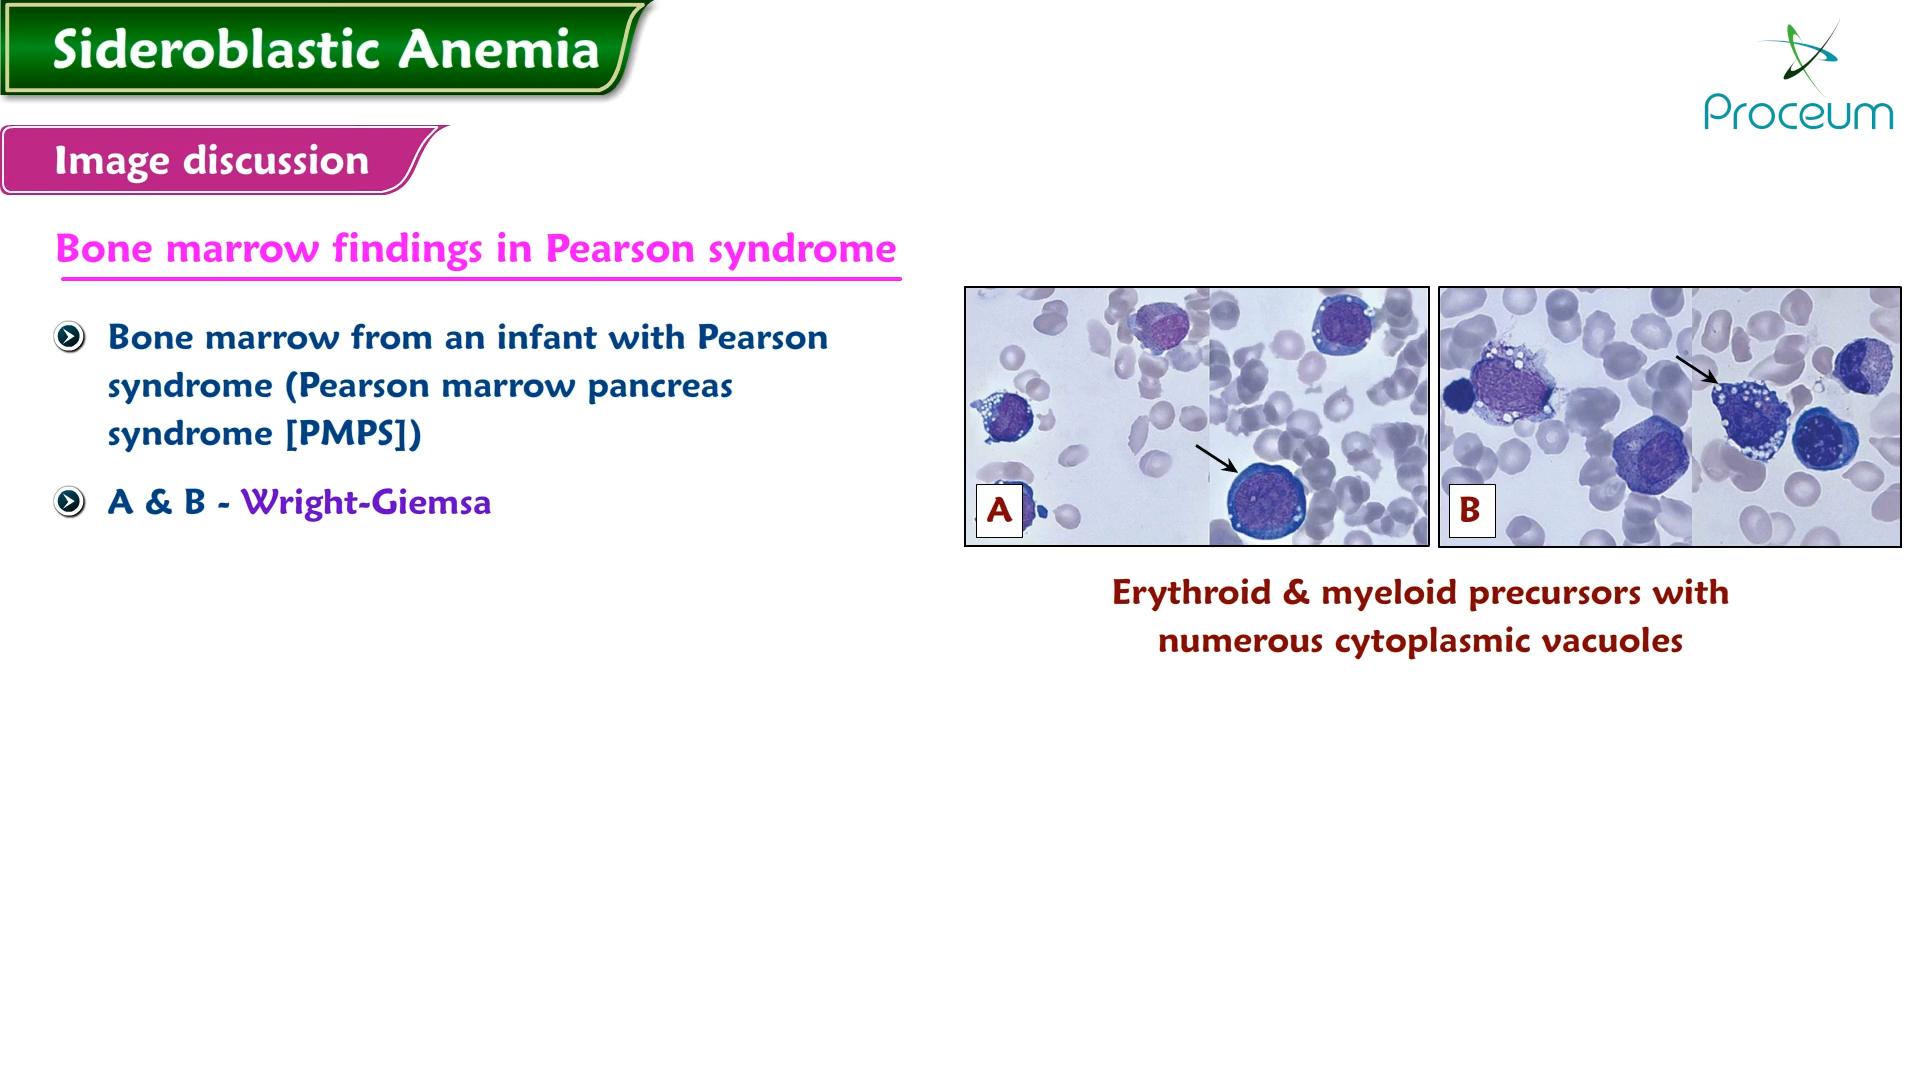 Sideroblastic Anemia
Proceum
Image discussion
Bone marrow findings in Pearson syndrome
Bone marrow from an infant with Pearson
syndrome (Pearson marrow pancreas
syndrome [PMPS])
A & B - Wright-Giemsa
A
B
Erythroid & myeloid precursors with
numerous cytoplasmic vacuoles